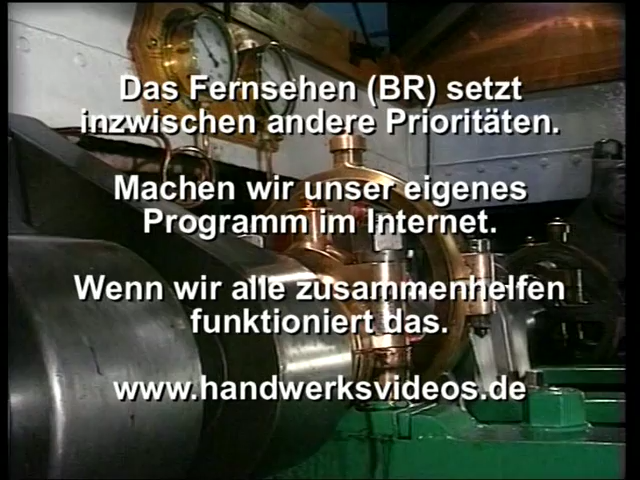 Das Fernsehen (BR) setzt
inzwischen andere Prioritäten.
Machen wir unser eigenes
Programm im Internet.
Wenn wir alle zusammenhelfen
funktioniert das.
www.handwerksvideos.de